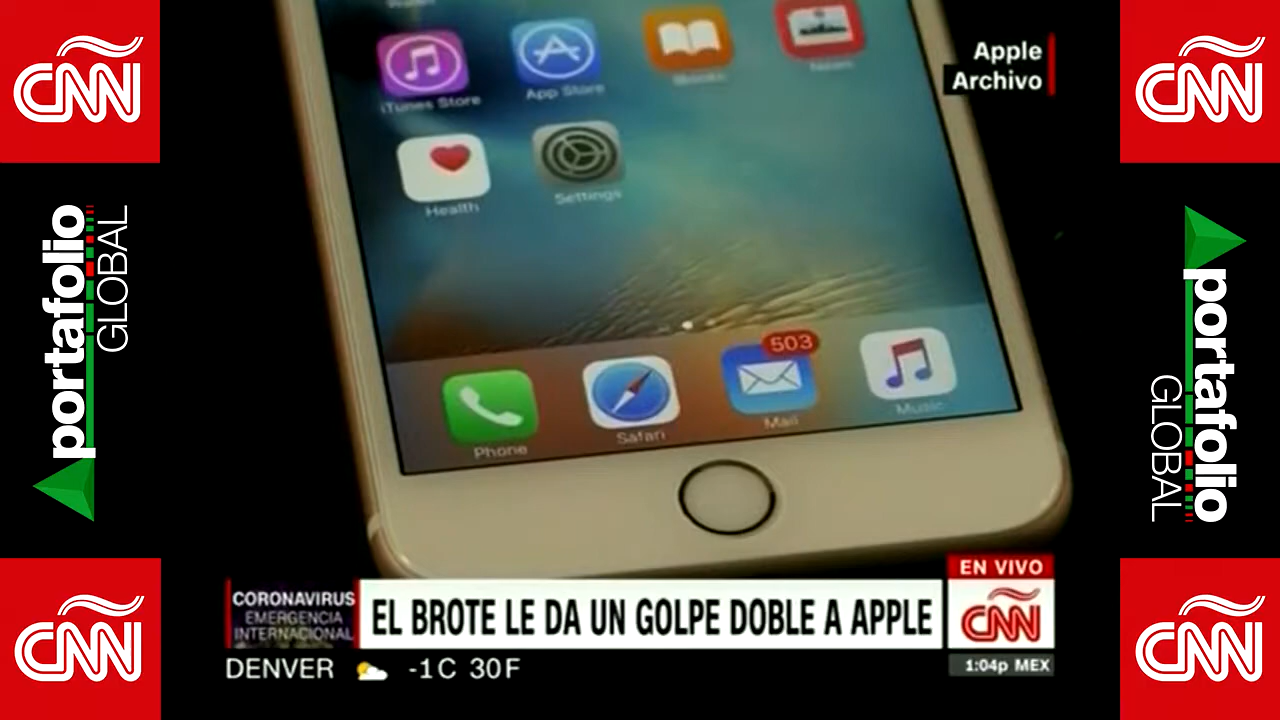 CNN
CNN
portafolio
GLOBAL
portafolio
GLOBAL
Apple
Archivo
iTunes Store
App Store
iBooks
News
Health
Settings
503
Phone
Safari
Mail
Music
CORONAVIRUS
EMERGENCIA
INTERNACIONAL
EL BROTE LE DA UN GOLPE DOBLE A APPLE
EN VIVO
CNN
1:04p MEX
DENVER -1C 30F
CNN
CNN